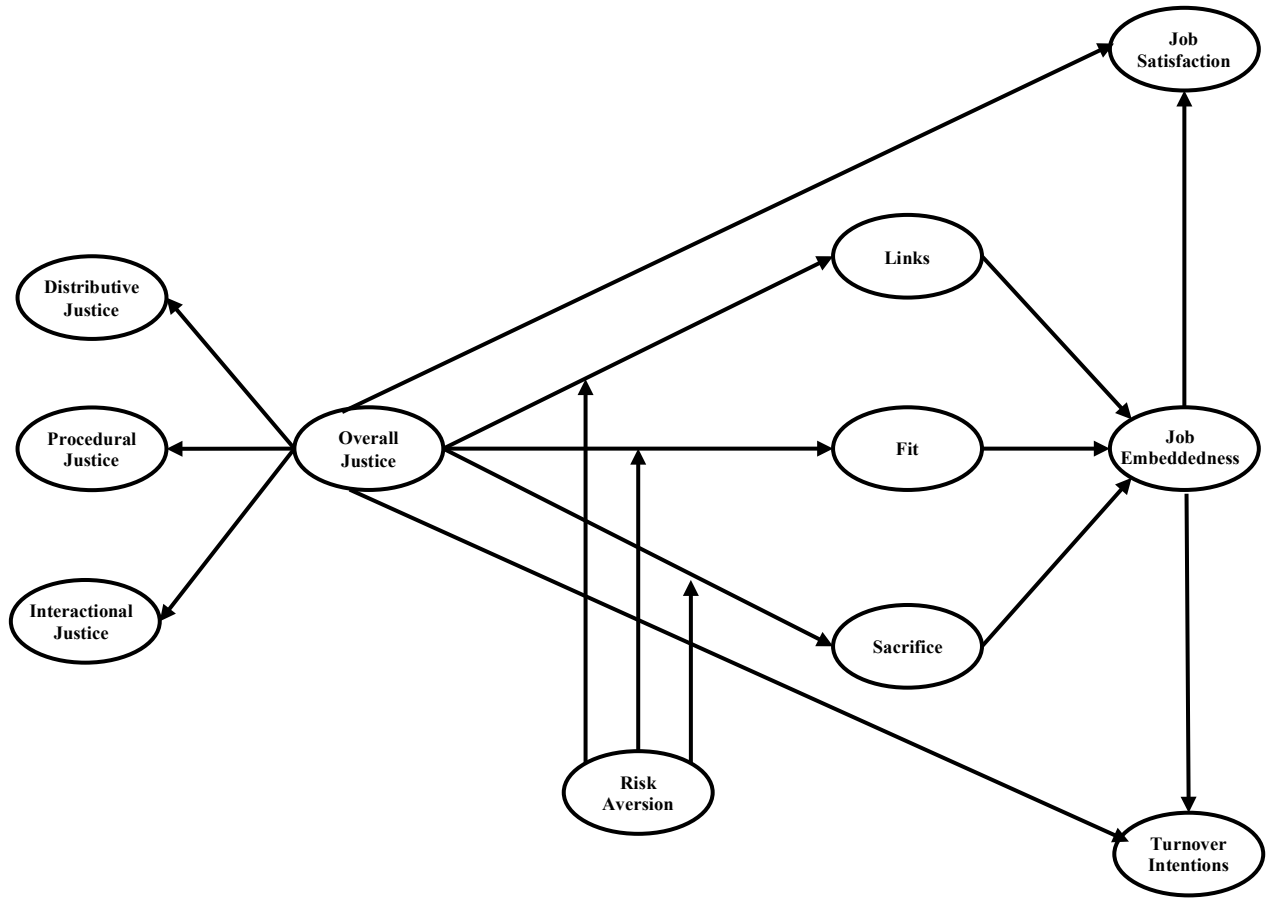 Job
Satisfaction
Links
Distributive
Justice
Procedural
Justice
Overall
Justice
Fit
Job
Embeddedness
Interactional
Justice
Sacrifice
Risk
Aversion
Turnover
Intentions